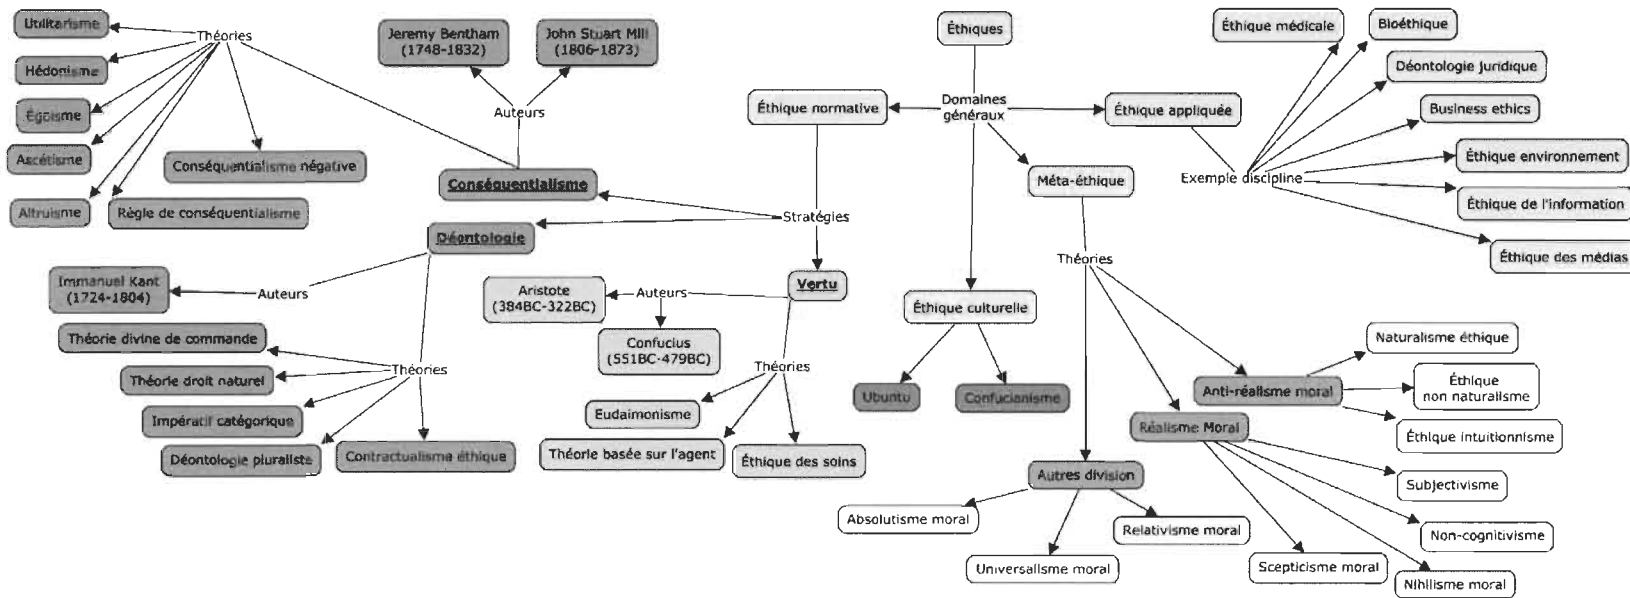 Utilitarisme
Théories
Hédonisme
Égoïsme
Ascétisme
Altruisme
Règle de conséquentialisme
Conséquentialisme négative
Jeremy Bentham
(1748-1832)
John Stuart Mill
(1806-1873)
Auteurs
Conséquentialisme
Éthiques
Domaines
généraux
Éthique normative
Éthique appliquée
Méta-éthique
Éthique médicale
Bioéthique
Déontologie juridique
Business ethics
Éthique environnement
Exemple discipline
Éthique de l'information
Éthique des médias
Stratégies
Déontologie
Immanuel Kant
(1724-1804)
Auteurs
Théorie divine de commande
Théories
Théorie droit naturel
Impératif catégorique
Déontologie pluraliste
Contractualisme éthique
Vertu
Aristote
(384BC-322BC)
Auteurs
Confucius
(551BC-479BC)
Théories
Eudaimonisme
Théorie basée sur l'agent
Éthique des soins
Éthique culturelle
Ubuntu
Confucianisme
Théories
Anti-réalisme moral
Naturalisme éthique
Éthique
non naturalisme
Éthique intuitionnisme
Réalisme Moral
Subjectivisme
Non-cognitivisme
Scepticisme moral
Nihilisme moral
Autres division
Absolutisme moral
Relativisme moral
Universalisme moral